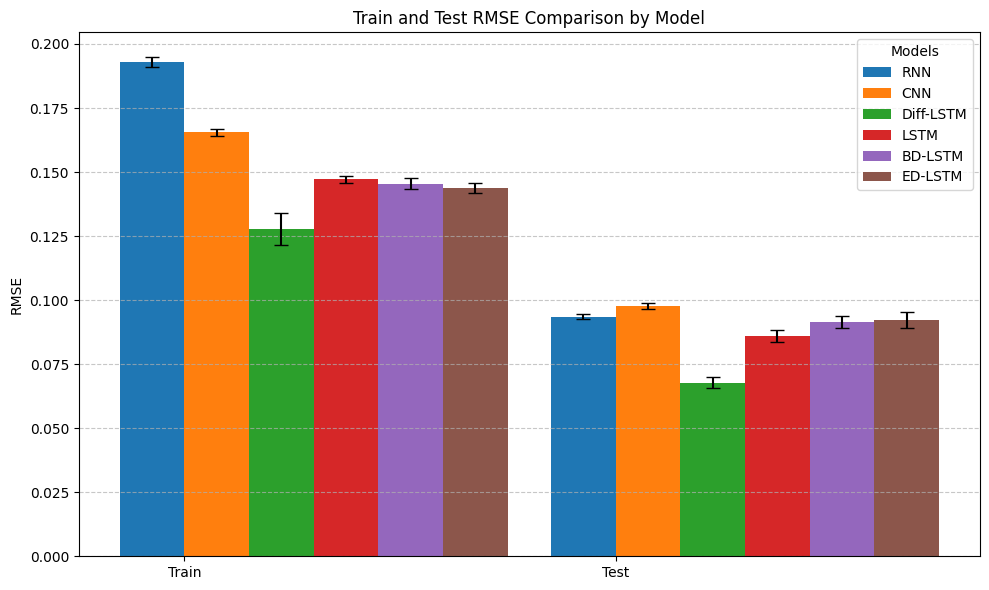 Train and Test RMSE Comparison by Model
RMSE
0.200
0.175
0.150
0.125
0.100
0.075
0.050
0.025
0.000
Train
Test
Models
RNN
CNN
Diff-LSTM
LSTM
BD-LSTM
ED-LSTM